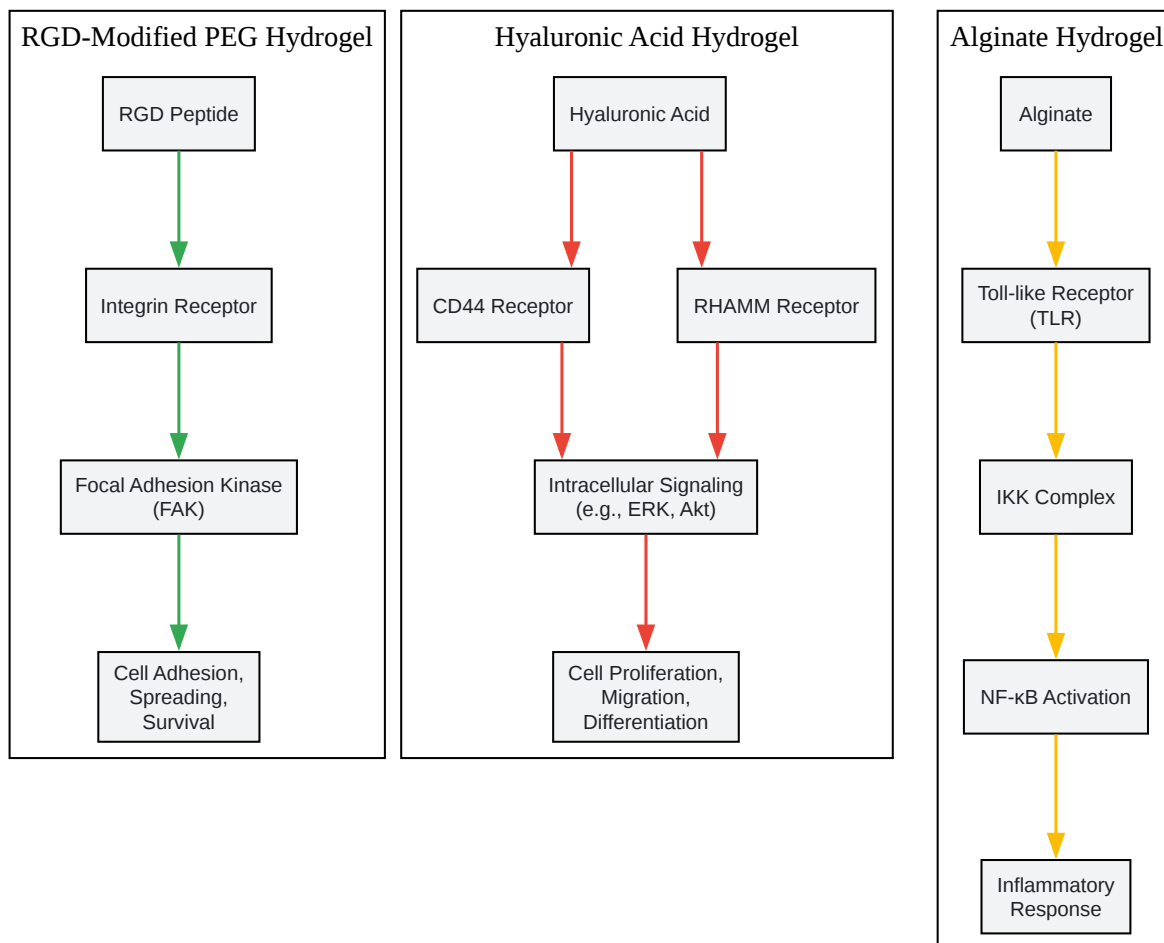 RGD-Modified PEG Hydrogel
RGD Peptide
Integrin Receptor
Focal Adhesion Kinase
(FAK)
Cell Adhesion,
Spreading,
Survival
Hyaluronic Acid Hydrogel
Hyaluronic Acid
CD44 Receptor
RHAMM Receptor
Intracellular Signaling
(e.g., ERK, Akt)
Cell Proliferation,
Migration,
Differentiation
Alginate Hydrogel
Alginate
Toll-like Receptor
(TLR)
IKK Complex
NF-κB Activation
Inflammatory
Response